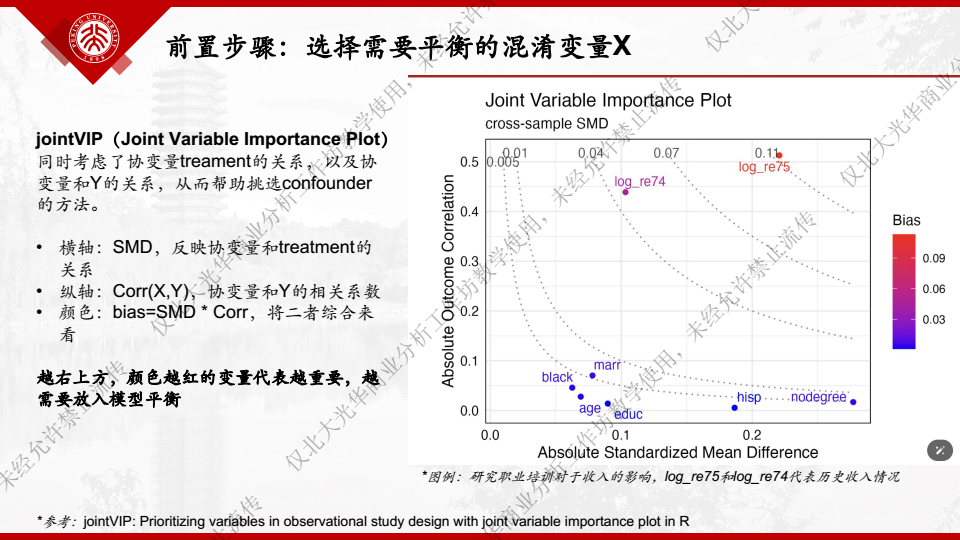 PEKING UNIVERSITY
1898
前置步骤：选择需要平衡的混淆变量X
jointVIP（Joint Variable Importance Plot）
同时考虑了协变量treament的关系，以及协
变量和Y的关系，从而帮助挑选confounder
的方法。
• 横轴：SMD，反映协变量和treatment的
关系
• 纵轴：Corr(X,Y)，协变量和Y的相关系数
• 颜色：bias=SMD * Corr，将二者综合来
看
越右上方，颜色越红的变量代表越重要，越
需要放入模型平衡
Joint Variable Importance Plot
cross-sample SMD
Absolute Outcome Correlation
0.5
0.4
0.3
0.2
0.1
0.0
0.005
0.01
0.04
0.07
0.11
log_re75
log_re74
marr
black
age
educ
hisp
nodegree
0.0
0.1
0.2
Absolute Standardized Mean Difference
Bias
0.09
0.06
0.03
*图例：研究职业培训对于收入的影响，log_re75和log_re74代表历史收入情况
*参考：jointVIP: Prioritizing variables in observational study design with joint variable importance plot in R
仅北大光华商业分析工作坊教学使用，未经允许禁止流传